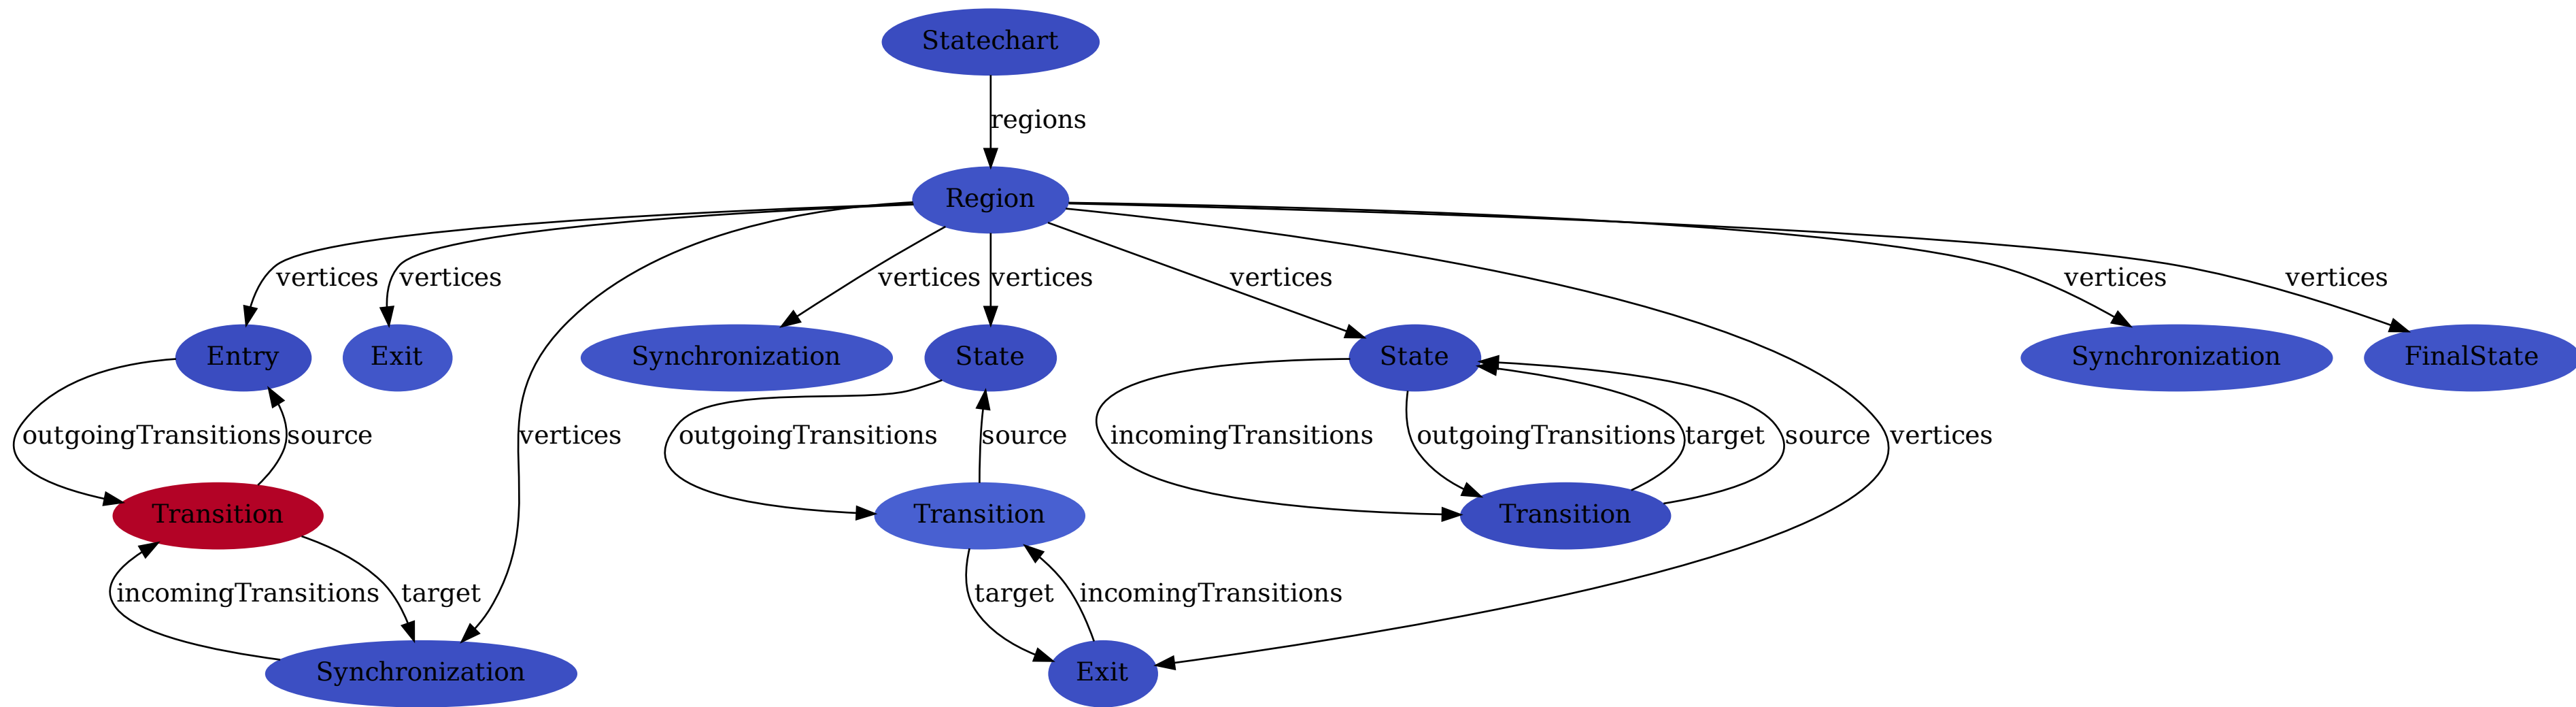 Statechart
regions
Region
vertices
vertices
vertices
vertices
vertices
vertices
vertices
Entry
Exit
Synchronization
State
State
Synchronization
FinalState
outgoingTransitions
source
vertices
outgoingTransitions
source
incomingTransitions
outgoingTransitions
target
source
vertices
Transition
Transition
Transition
incomingTransitions
target
target
incomingTransitions
Synchronization
Exit